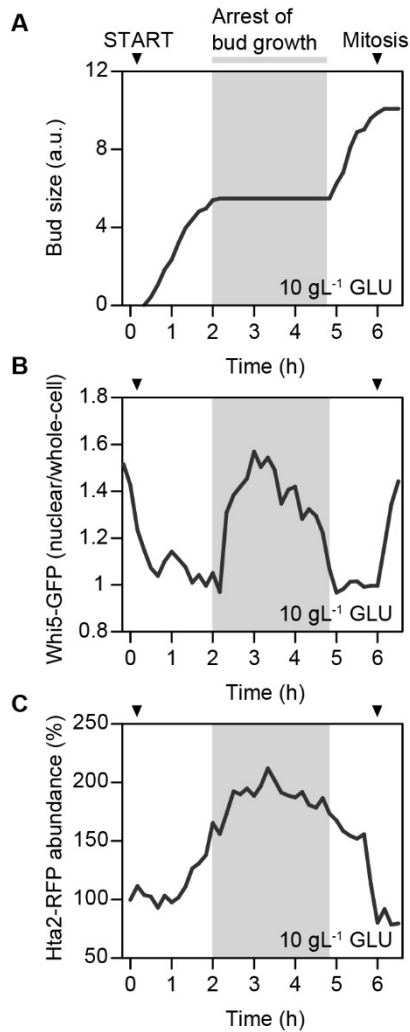 A
START
Arrest of
bud growth
Mitosis
Bud size (a.u.)
12
8
4
0
10 gL⁻¹ GLU
0 1 2 3 4 5 6
Time (h)
B
Whi5-GFP (nuclear/whole-cell)
1.8
1.6
1.4
1.2
1
0.8
10 gL⁻¹ GLU
0 1 2 3 4 5 6
Time (h)
C
Hta2-RFP abundance (%)
250
200
150
100
50
10 gL⁻¹ GLU
0 1 2 3 4 5 6
Time (h)